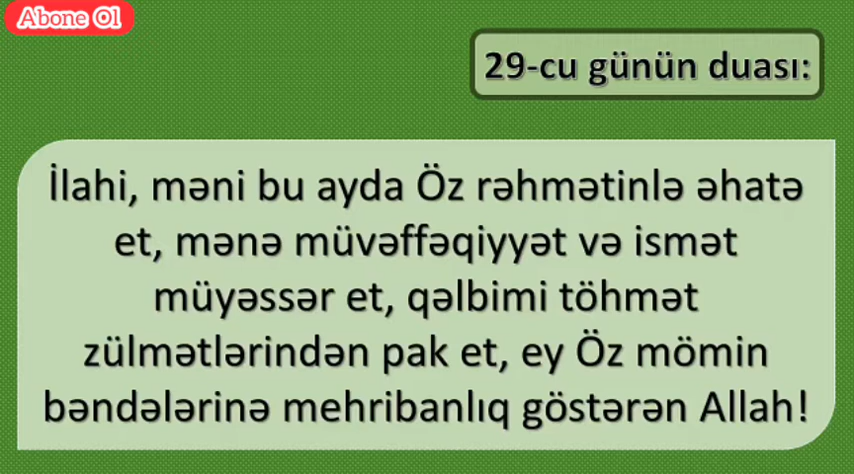 Abone Ol
29-cu günün duası:
İlahi, məni bu ayda Öz rəhmətinlə əhatə
et, mənə müvəffəqiyyət və ismət
müyəssər et, qəlbimi töhmət
zülmətlərindən pak et, ey Öz mömin
bəndələrinə mehribanlıq göstərən Allah!